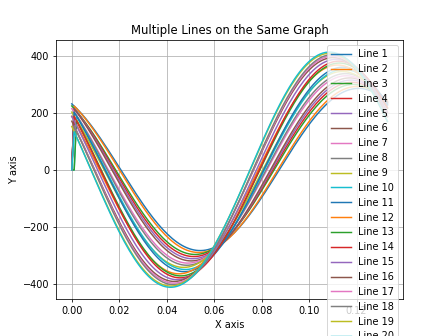 Multiple Lines on the Same Graph
Y axis
400
200
0
−200
−400
0.00 0.02 0.04 0.06 0.08 0.10
X axis
Line 1
Line 2
Line 3
Line 4
Line 5
Line 6
Line 7
Line 8
Line 9
Line 10
Line 11
Line 12
Line 13
Line 14
Line 15
Line 16
Line 17
Line 18
Line 19
Line 20